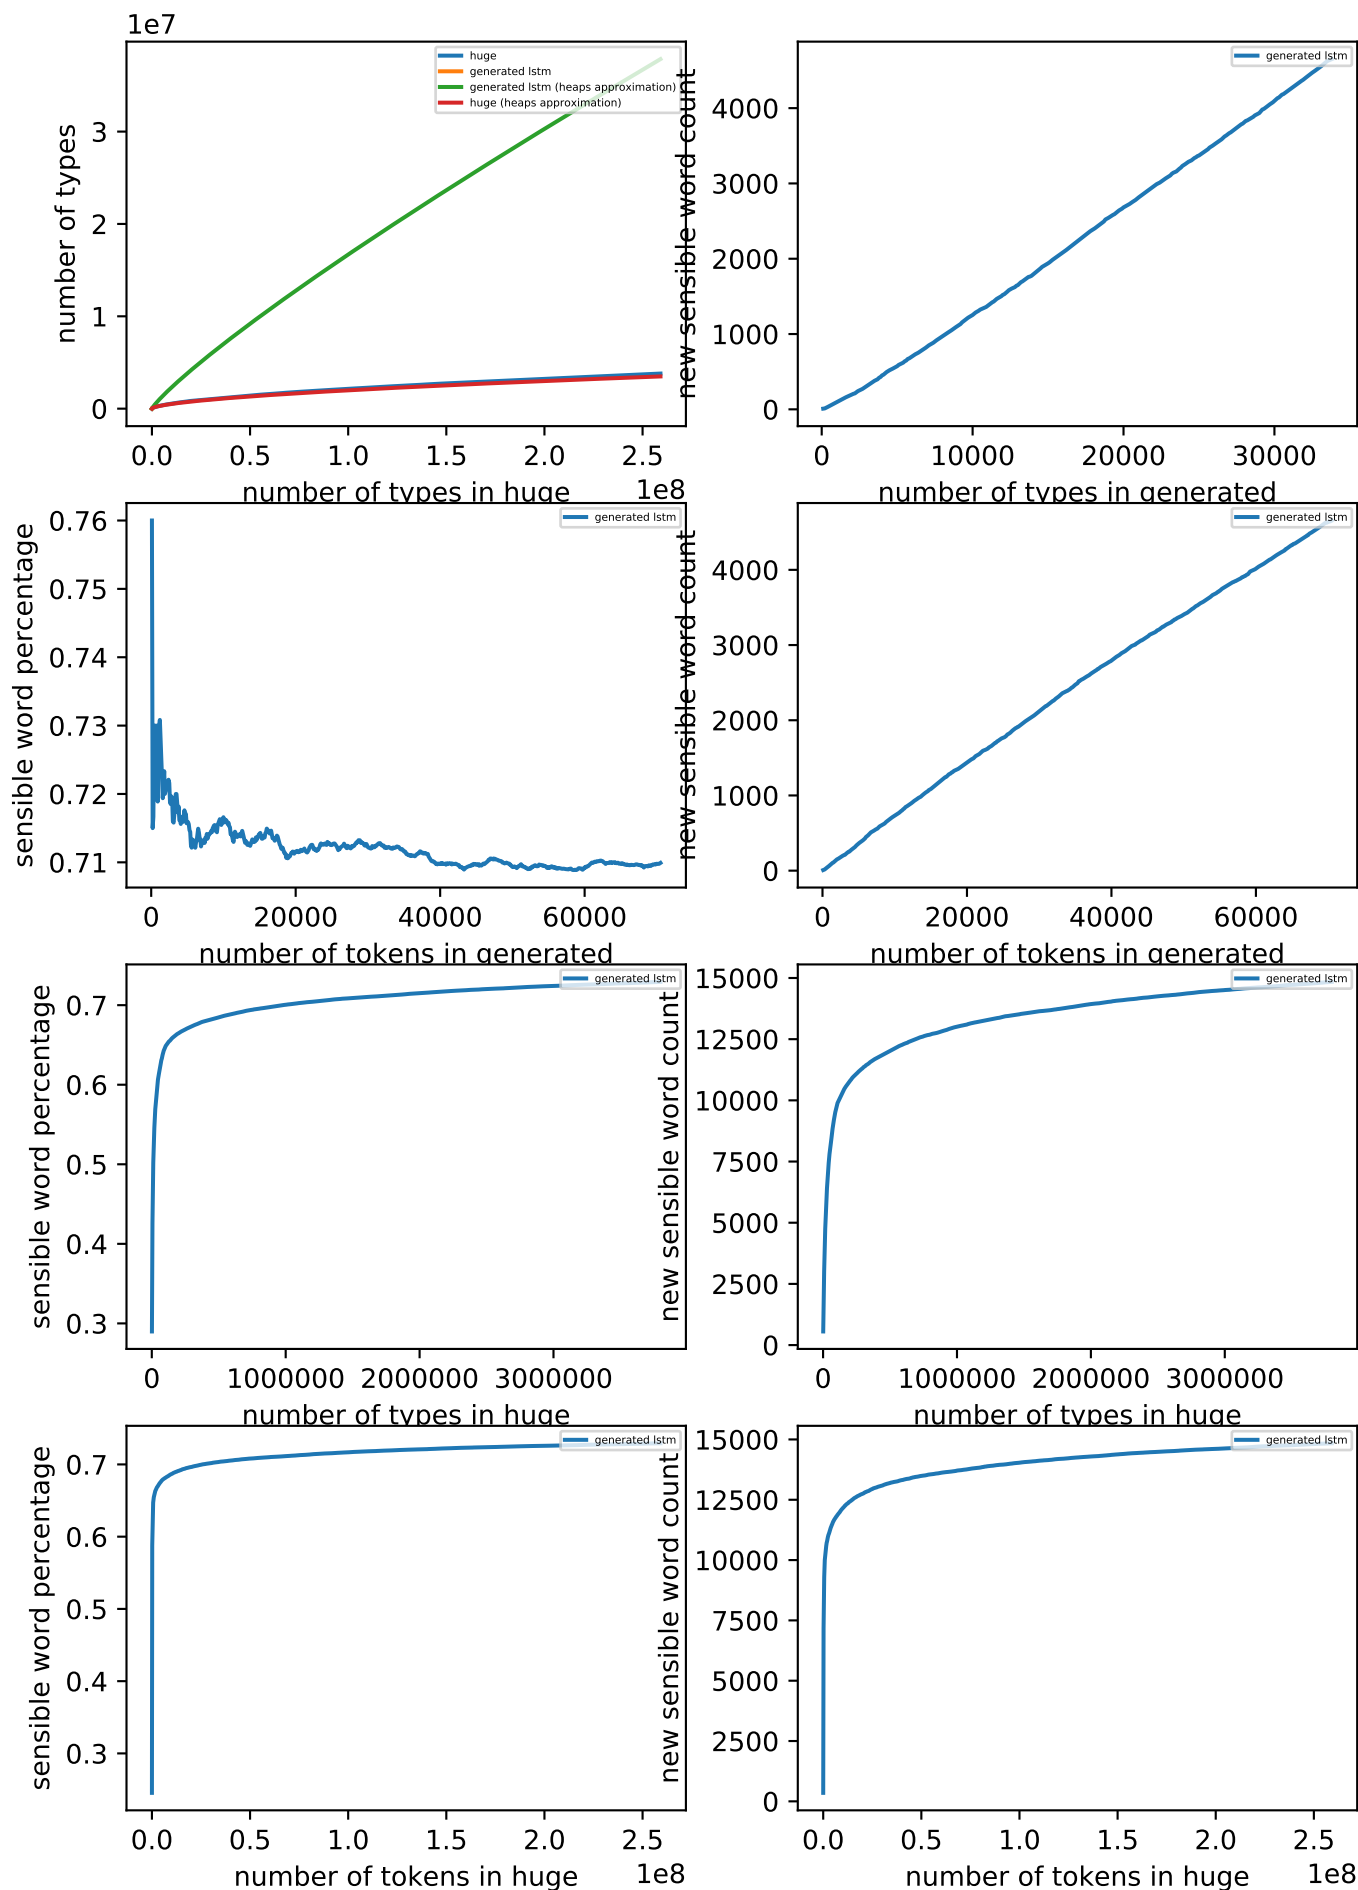 1e7
number of types
3
2
1
0
huge
generated lstm
generated lstm (heaps approximation)
huge (heaps approximation)
0.0 0.5 1.0 1.5 2.0 2.5
number of types in huge
1e8
new sensible word count
4000
3000
2000
1000
0
generated lstm
0 10000 20000 30000
number of types in generated
sensible word percentage
0.76
0.75
0.74
0.73
0.72
0.71
generated lstm
0 20000 40000 60000
number of tokens in generated
new sensible word count
4000
3000
2000
1000
0
generated lstm
0 20000 40000 60000
number of tokens in generated
sensible word percentage
0.7
0.6
0.5
0.4
0.3
generated lstm
0 1000000 2000000 3000000
number of types in huge
new sensible word count
15000
12500
10000
7500
5000
2500
0
generated lstm
0 1000000 2000000 3000000
number of types in huge
sensible word percentage
0.7
0.6
0.5
0.4
0.3
generated lstm
0.0 0.5 1.0 1.5 2.0 2.5
number of tokens in huge
1e8
new sensible word count
15000
12500
10000
7500
5000
2500
0
generated lstm
0.0 0.5 1.0 1.5 2.0 2.5
number of tokens in huge
1e8